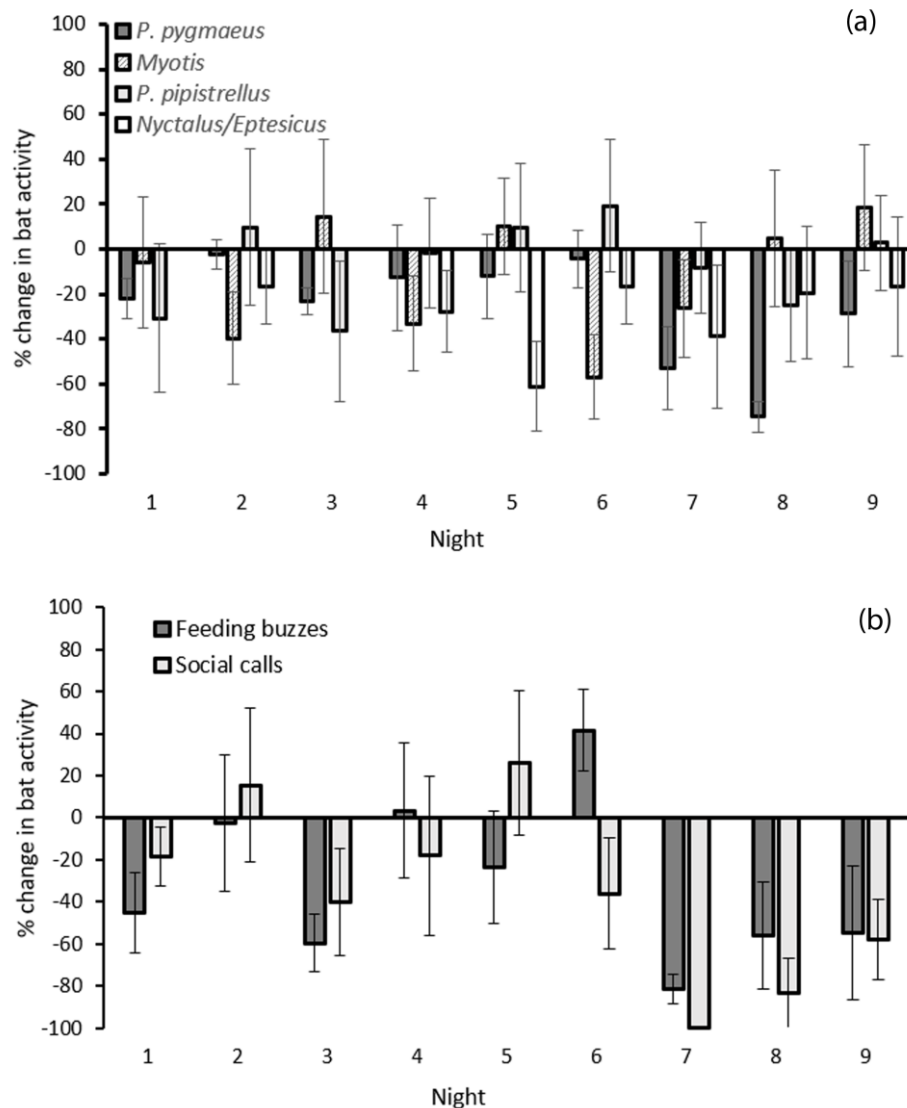 (a)
P. pygmaeus
Myotis
P. pipistrellus
Nyctalus/Eptesicus
% change in bat activity
100
80
60
40
20
0
-20
-40
-60
-80
-100
1 2 3 4 5 6 7 8 9
Night
(b)
Feeding buzzes
Social calls
% change in bat activity
100
80
60
40
20
0
-20
-40
-60
-80
-100
1 2 3 4 5 6 7 8 9
Night